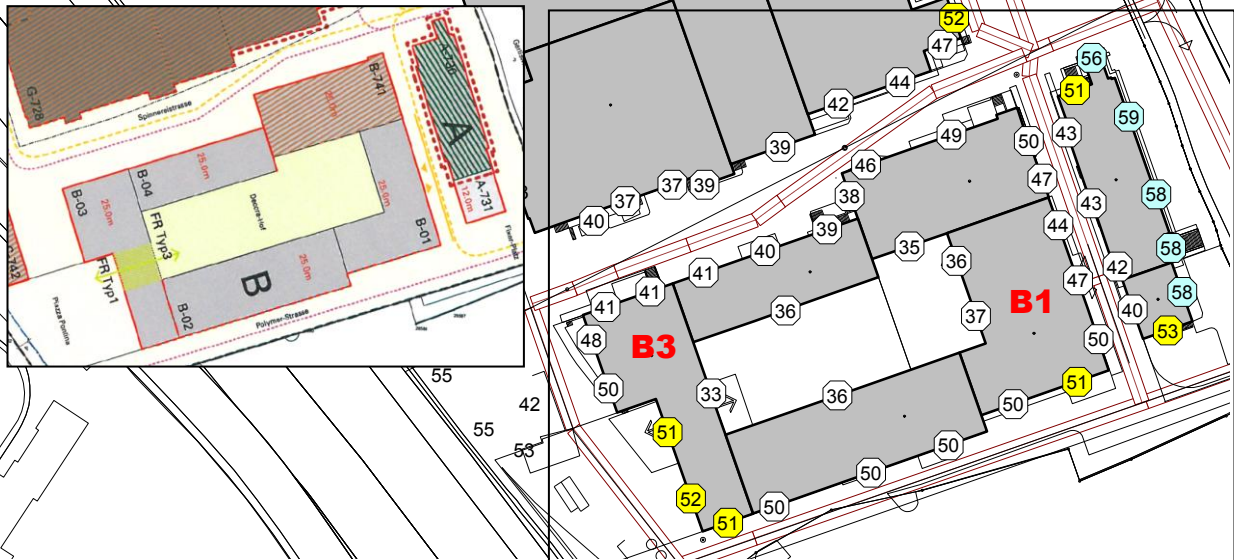 G-728
Spinnereistrasse
A-730
A
A-731
12.0m
B-741
25.0m
B-04
25.0m
B-03
25.0m
Decora-Hof
25.0m
B-01
FR Typ3
FR Typ1
B
25.0m
B-02
Polymer-Strasse
Piazza Pontina
742
52
47
44
42
39
37
39
37
40
56
51
59
43
49
50
46
47
38
39
58
43
44
35
40
36
41
41
41
36
58
42
47
58
40
37
B1
48
B3
53
50
50
33
36
51
50
51
50
50
52
51
50
55
42
55
53